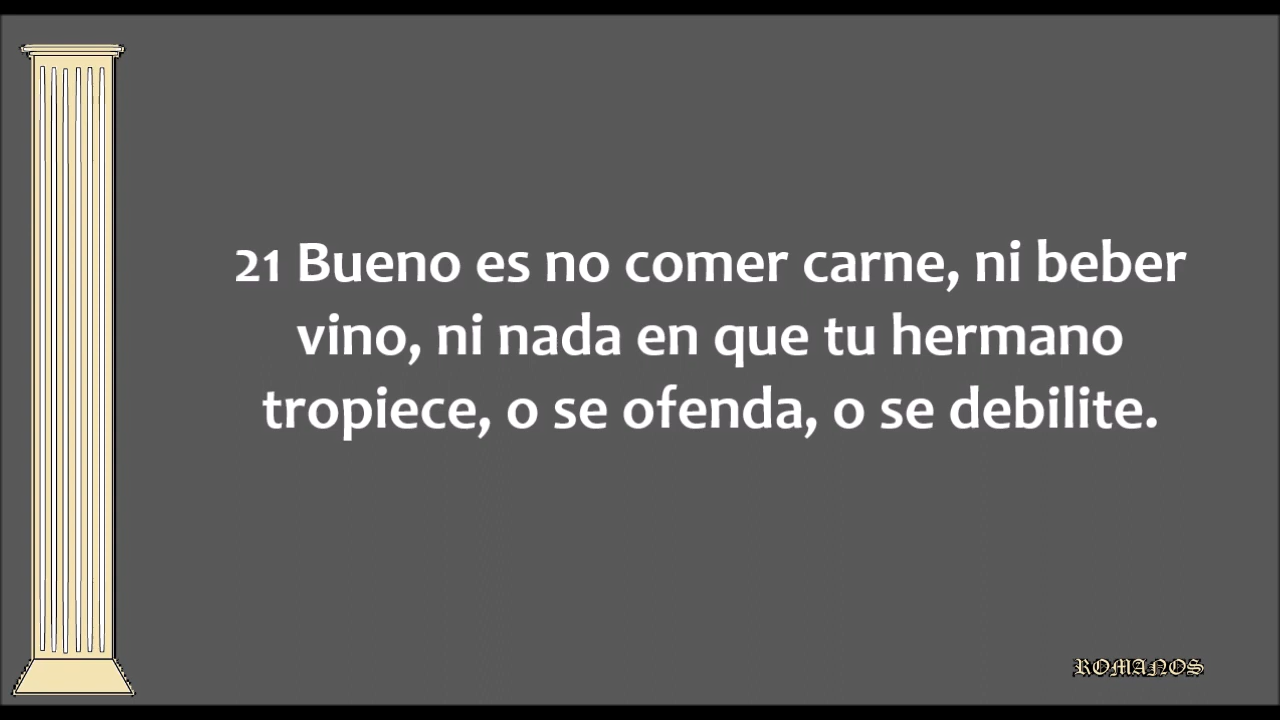 21 Bueno es no comer carne, ni beber
vino, ni nada en que tu hermano
tropiece, o se ofenda, o se debilite.
ROMANOS